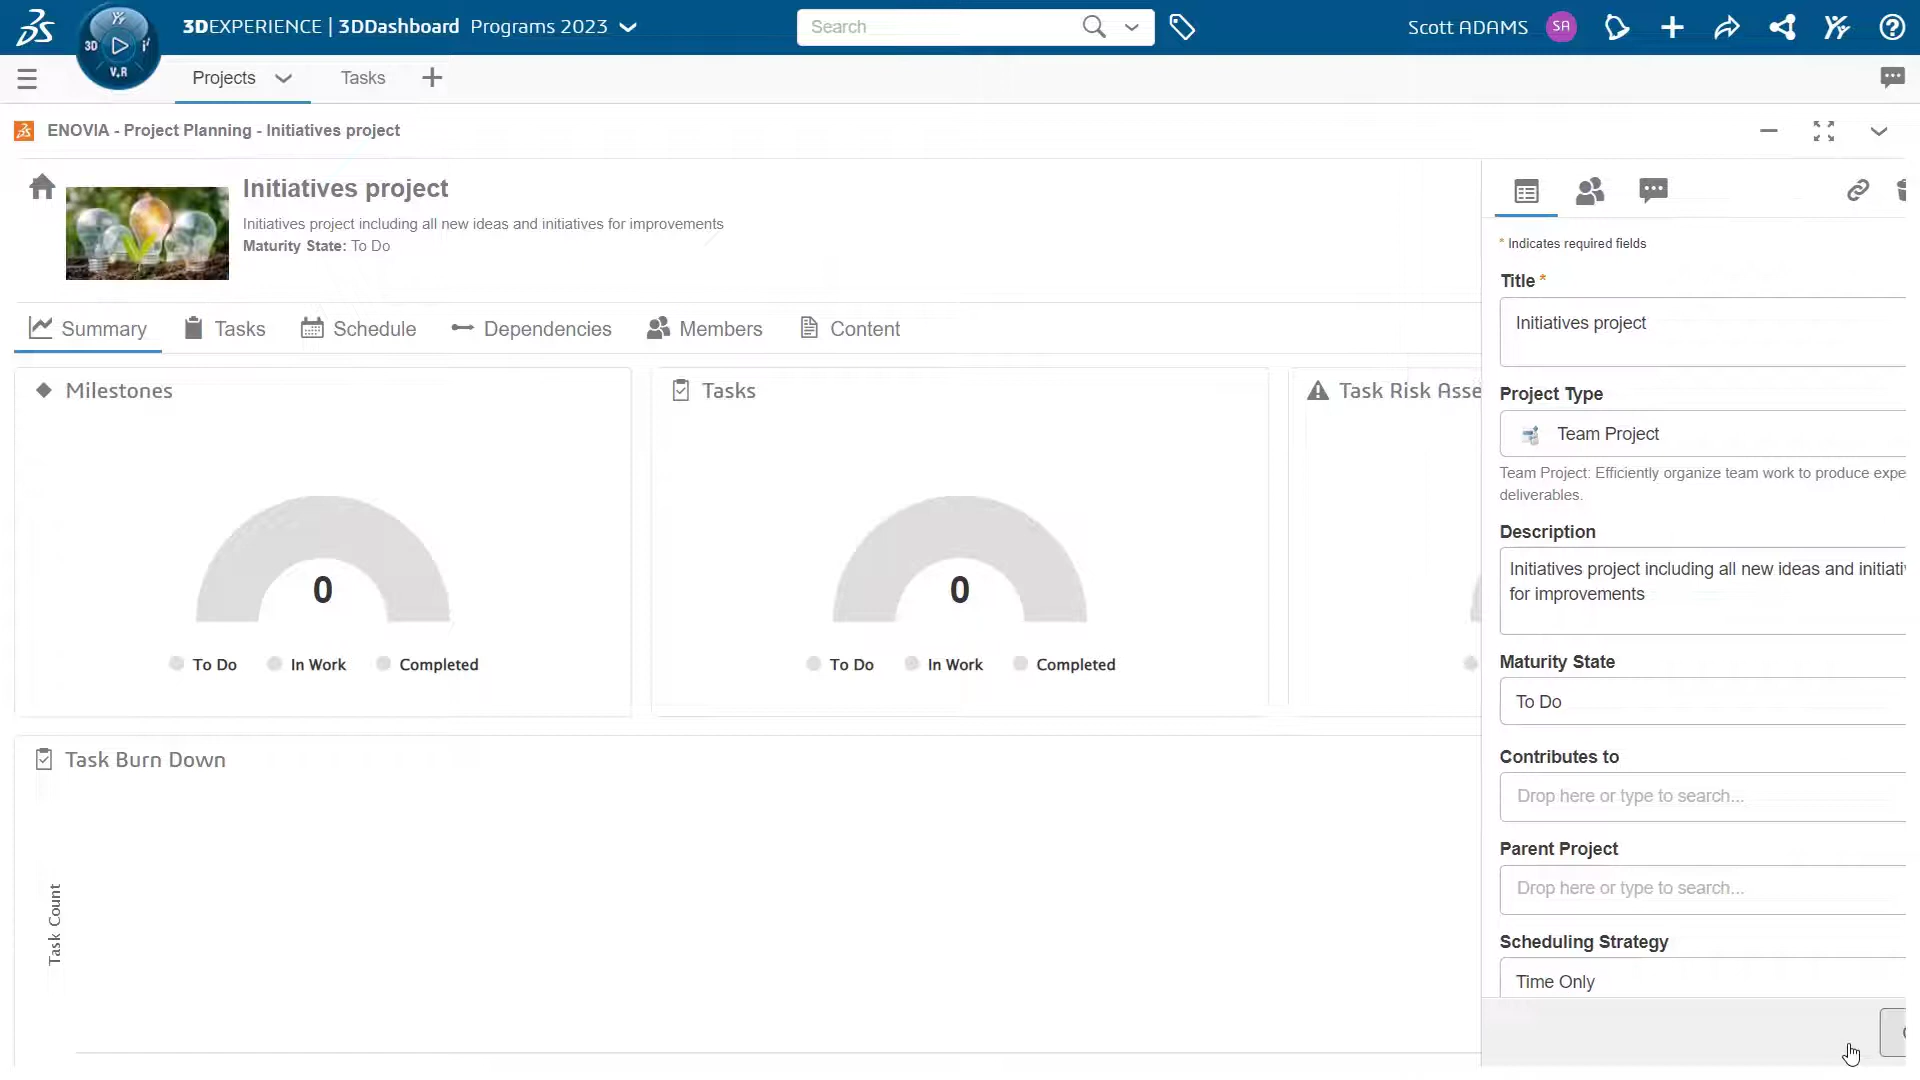 3DEXPERIENCE | 3DDashboard Programs 2023
Search
Scott ADAMS SA
3D V.R
Projects
Tasks
ENOVIA - Project Planning - Initiatives project
Initiatives project
Initiatives project including all new ideas and initiatives for improvements
Maturity State: To Do
Summary
Tasks
Schedule
Dependencies
Members
Content
Milestones
0
To Do In Work Completed
Tasks
0
To Do In Work Completed
Task Risk Asse
Task Burn Down
Task Count
* Indicates required fields
Title *
Initiatives project
Project Type
Team Project
Team Project: Efficiently organize team work to produce expe
deliverables.
Description
Initiatives project including all new ideas and initiati
for improvements
Maturity State
To Do
Contributes to
Drop here or type to search...
Parent Project
Drop here or type to search...
Scheduling Strategy
Time Only